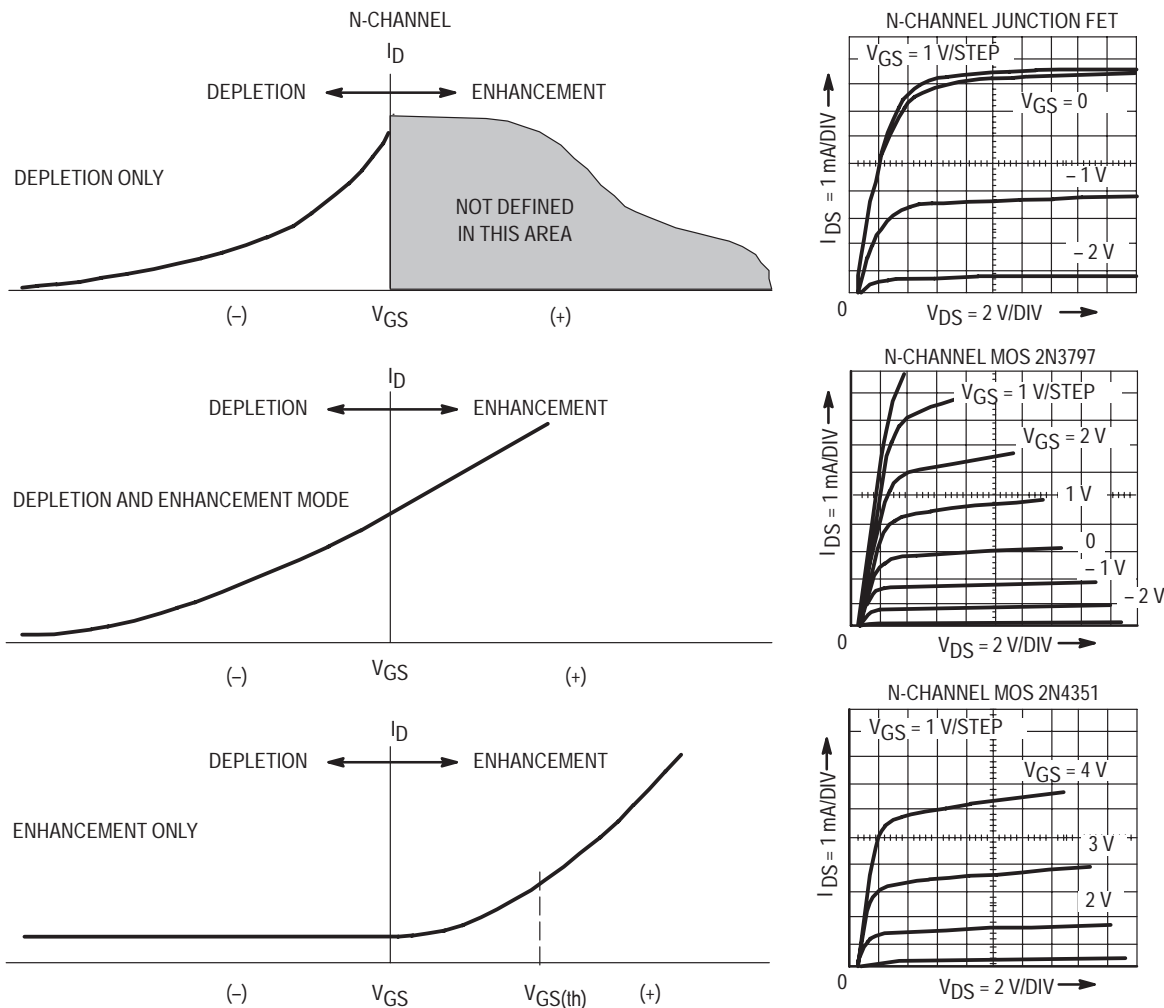 N-CHANNEL
I_D
DEPLETION ENHANCEMENT
DEPLETION ONLY
NOT DEFINED
IN THIS AREA
(–) V_GS (+)
N-CHANNEL JUNCTION FET
V_GS = 1 V/STEP
V_GS = 0
– 1 V
– 2 V
I_DS = 1 mA/DIV
0
V_DS = 2 V/DIV
I_D
DEPLETION ENHANCEMENT
DEPLETION AND ENHANCEMENT MODE
(–) V_GS (+)
N-CHANNEL MOS 2N3797
V_GS = 1 V/STEP
V_GS = 2 V
1 V
0
– 1 V
– 2 V
I_DS = 1 mA/DIV
0
V_DS = 2 V/DIV
I_D
DEPLETION ENHANCEMENT
ENHANCEMENT ONLY
(–) V_GS V_GS(th) (+)
N-CHANNEL MOS 2N4351
V_GS = 1 V/STEP
V_GS = 4 V
3 V
2 V
I_DS = 1 mA/DIV
0
V_DS = 2 V/DIV